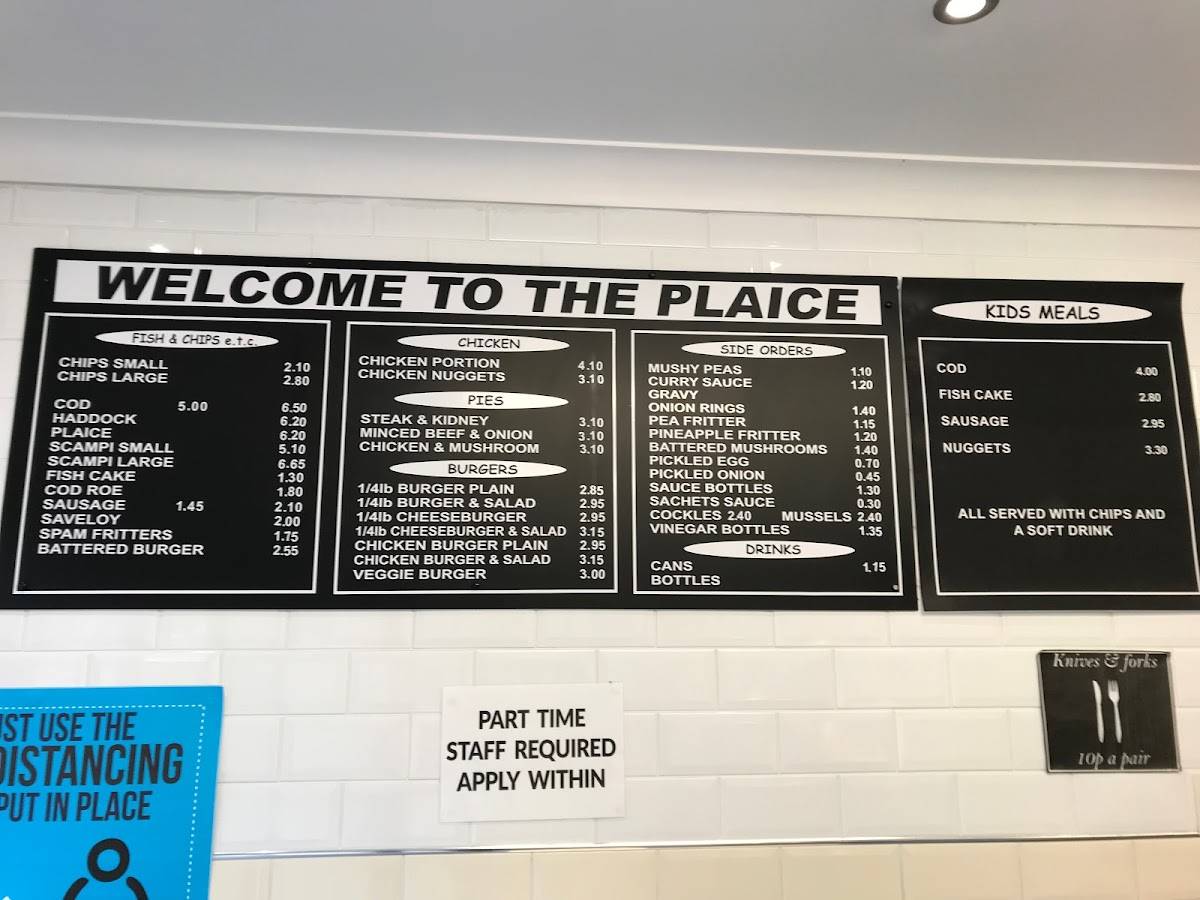 WELCOME TO THE PLAICE
FISH & CHIPS e.t.c.
CHIPS SMALL 2.10
CHIPS LARGE 2.80
COD 5.00 6.50
HADDOCK 6.20
PLAICE 6.20
SCAMPI SMALL 5.10
SCAMPI LARGE 6.65
FISH CAKE 1.30
COD ROE 1.80
SAUSAGE 1.45 2.10
SAVELOY 2.00
SPAM FRITTERS 1.75
BATTERED BURGER 2.55
CHICKEN
CHICKEN PORTION 4.10
CHICKEN NUGGETS 3.10
PIES
STEAK & KIDNEY 3.10
MINCED BEEF & ONION 3.10
CHICKEN & MUSHROOM 3.10
BURGERS
1/4lb BURGER PLAIN 2.85
1/4lb BURGER & SALAD 2.95
1/4lb CHEESEBURGER 2.95
1/4lb CHEESEBURGER & SALAD 3.15
CHICKEN BURGER PLAIN 2.95
CHICKEN BURGER & SALAD 3.15
VEGGIE BURGER 3.00
SIDE ORDERS
MUSHY PEAS 1.10
CURRY SAUCE 1.20
GRAVY
ONION RINGS 1.40
PEA FRITTER 1.15
PINEAPPLE FRITTER 1.20
BATTERED MUSHROOMS 1.40
PICKLED EGG 0.70
PICKLED ONION 0.45
SAUCE BOTTLES 1.30
SACHETS SAUCE 0.30
COCKLES 2.40 MUSSELS 2.40
VINEGAR BOTTLES 1.35
DRINKS
CANS 1.15
BOTTLES
KIDS MEALS
COD 4.00
FISH CAKE 2.80
SAUSAGE 2.95
NUGGETS 3.30
ALL SERVED WITH CHIPS AND
A SOFT DRINK
UST USE THE
DISTANCING
PUT IN PLACE
PART TIME
STAFF REQUIRED
APPLY WITHIN
Knives & forks
10p a pair